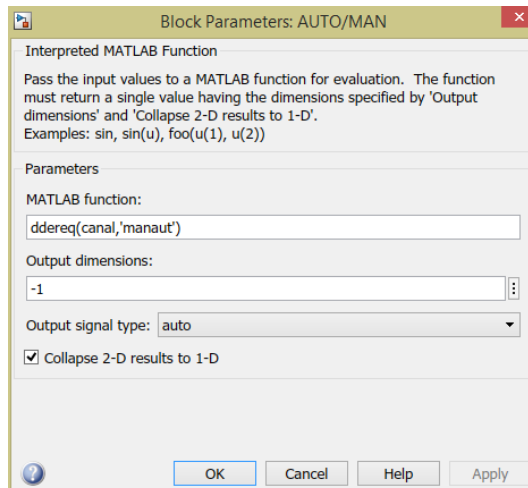 Block Parameters: AUTO/MAN
Interpreted MATLAB Function
Pass the input values to a MATLAB function for evaluation. The function
must return a single value having the dimensions specified by 'Output
dimensions' and 'Collapse 2-D results to 1-D'.
Examples: sin, sin(u), foo(u(1), u(2))
Parameters
MATLAB function:
ddereq(canal,'manaut')
Output dimensions:
-1
Output signal type: auto
Collapse 2-D results to 1-D
OK Cancel Help Apply